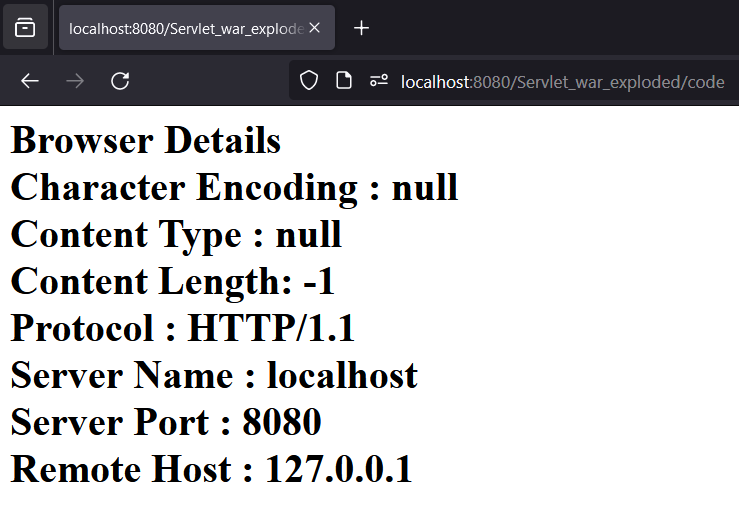 localhost:8080/Servlet_war_explode
localhost:8080/Servlet_war_exploded/code
Browser Details
Character Encoding : null
Content Type : null
Content Length: -1
Protocol : HTTP/1.1
Server Name : localhost
Server Port : 8080
Remote Host : 127.0.0.1